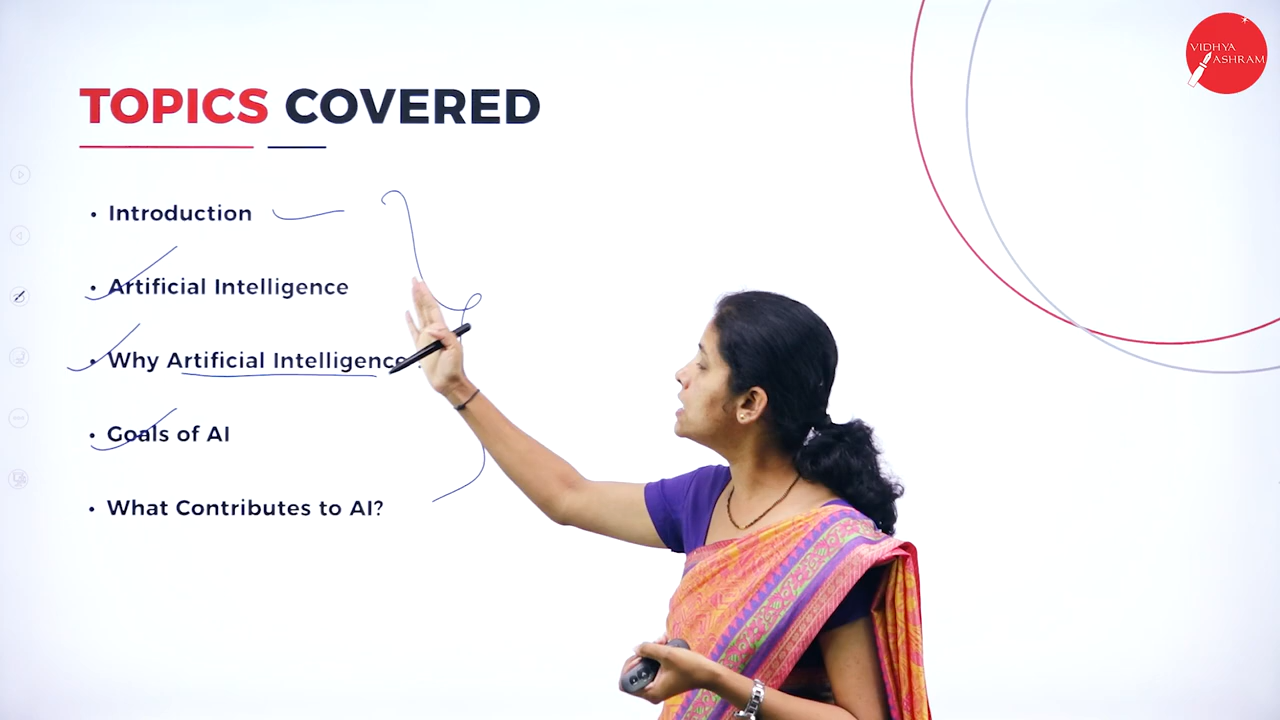 VIDHYA
ASHRAM
TOPICS COVERED
• Introduction
• Artificial Intelligence
• Why Artificial Intelligence
• Goals of AI
• What Contributes to AI?